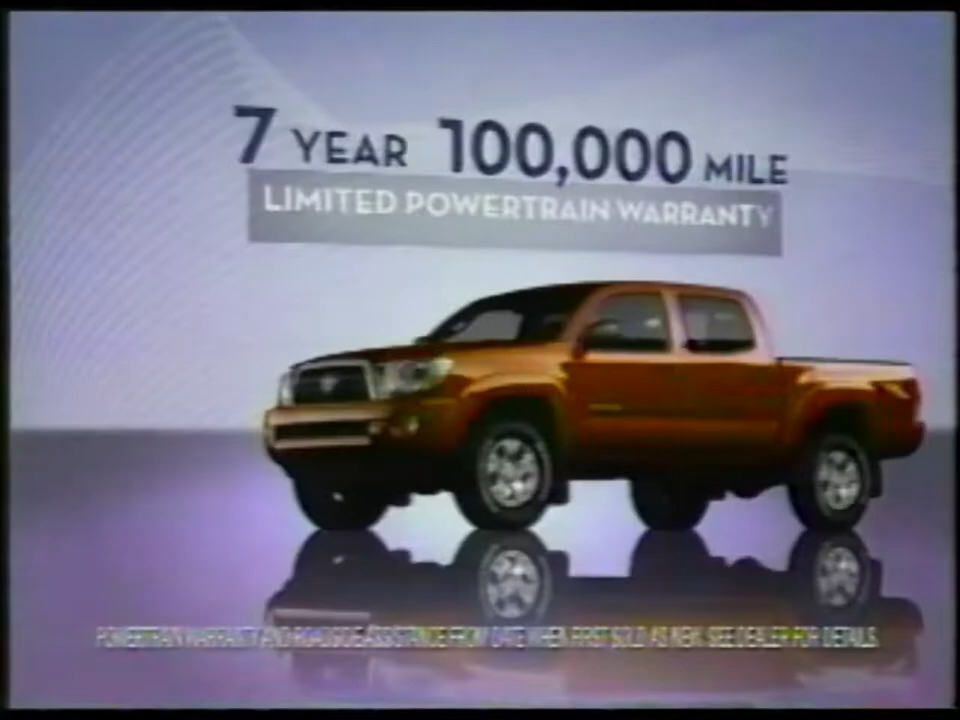 7 YEAR 100,000 MILE
LIMITED POWERTRAIN WARRANTY
POWERTRAIN WARRANTY AND ROADSIDE ASSISTANCE FROM DATE WHEN FIRST SOLD AS NEW. SEE DEALER FOR DETAILS.